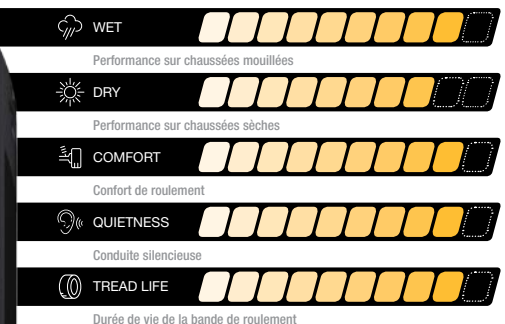 WET
Performance sur chaussées mouillées
DRY
Performance sur chaussées sèches
COMFORT
Confort de roulement
QUIETNESS
Conduite silencieuse
TREAD LIFE
Durée de vie de la bande de roulement